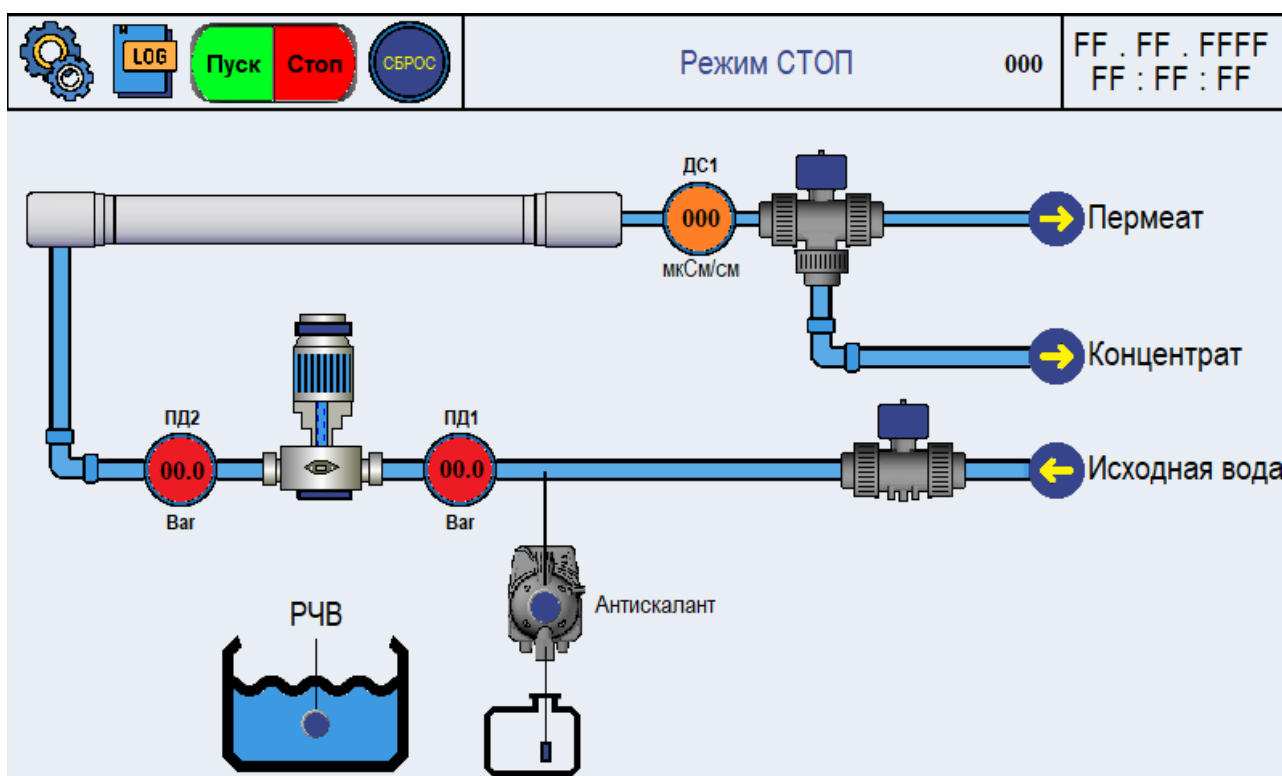 LOG
Пуск
Стоп
СБРОС
Режим СТОП
000
FF . FF . FFFF
FF : FF : FF
ДС1
000
мкСм/см
Пермеат
Концентрат
ПД2
00.0
Bar
ПД1
00.0
Bar
Исходная вода
Антискалант
РЧВ